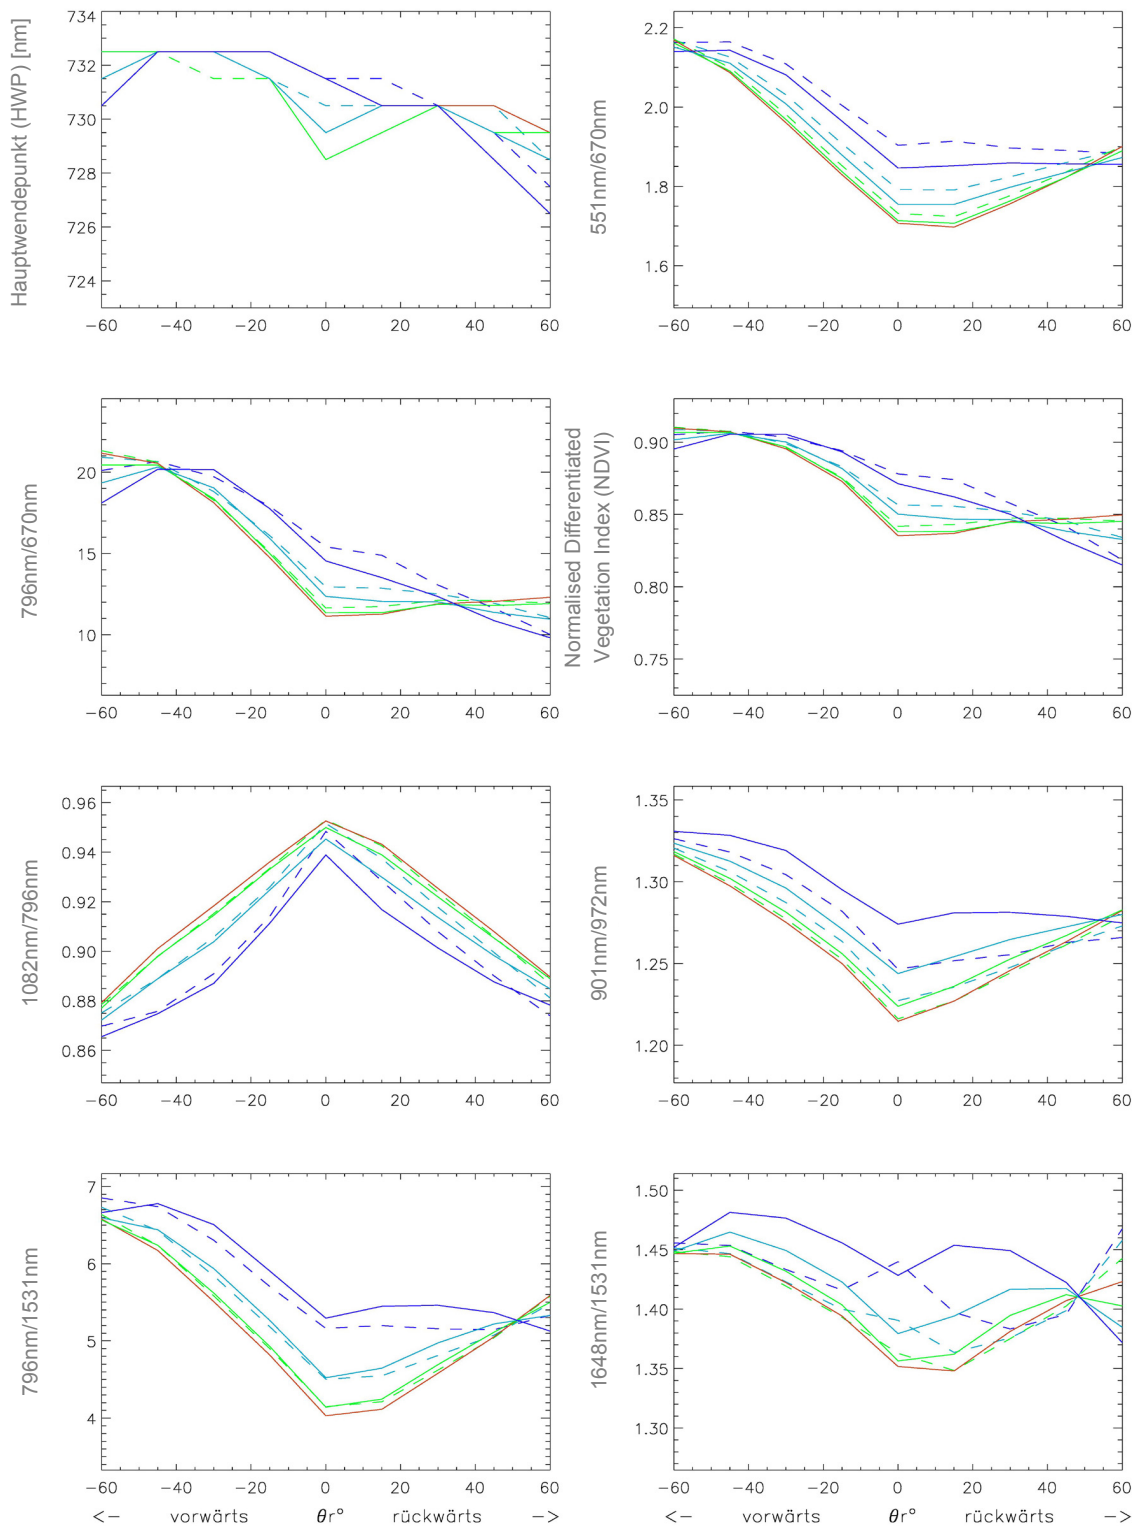 Hauptwendepunkt (HWP) [nm]
734
732
730
728
726
724
−60 −40 −20 0 20 40 60
551nm/670nm
2.2
2.0
1.8
1.6
−60 −40 −20 0 20 40 60
796nm/670nm
20
15
10
−60 −40 −20 0 20 40 60
Normalised Differentiated
Vegetation Index (NDVI)
0.90
0.85
0.80
0.75
−60 −40 −20 0 20 40 60
1082nm/796nm
0.96
0.94
0.92
0.90
0.88
0.86
−60 −40 −20 0 20 40 60
901nm/972nm
1.35
1.30
1.25
1.20
−60 −40 −20 0 20 40 60
796nm/1531nm
7
6
5
4
−60 −40 −20 0 20 40 60
<− vorwärts θr° rückwärts −>
1648nm/1531nm
1.50
1.45
1.40
1.35
1.30
−60 −40 −20 0 20 40 60
<− vorwärts θr° rückwärts −>